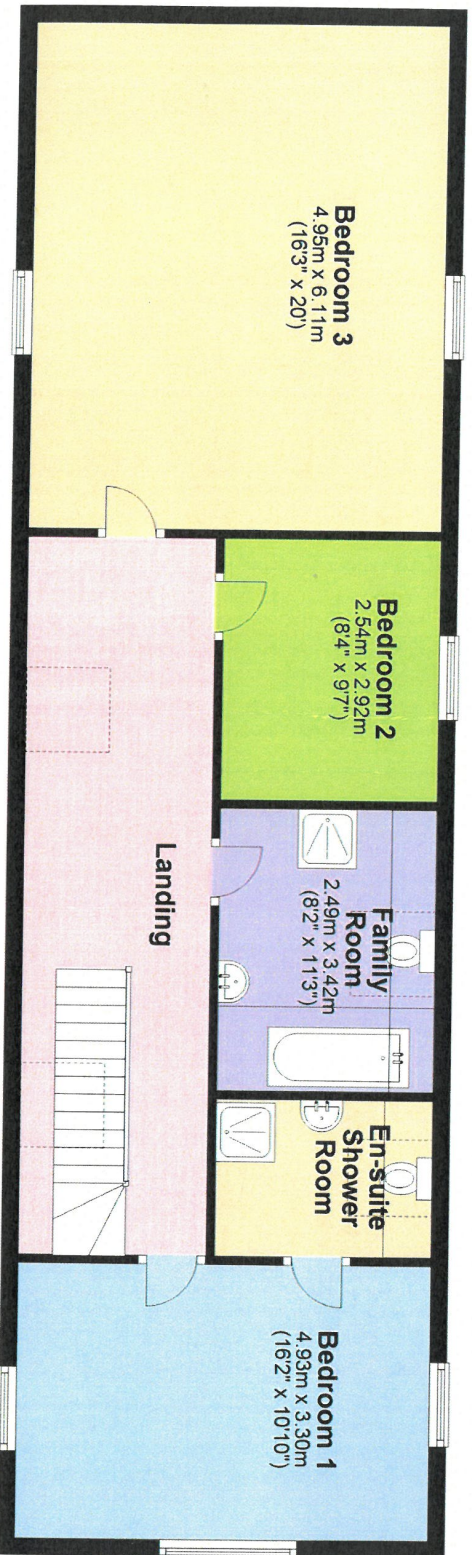 Bedroom 3
4.95m x 6.11m
(16'3" x 20')
Bedroom 2
2.54m x 2.92m
(8'4" x 9'7")
Family
Room
2.49m x 3.42m
(8'2" x 11'3")
En-suite
Shower
Room
Landing
Bedroom 1
4.93m x 3.30m
(16'2" x 10'10")